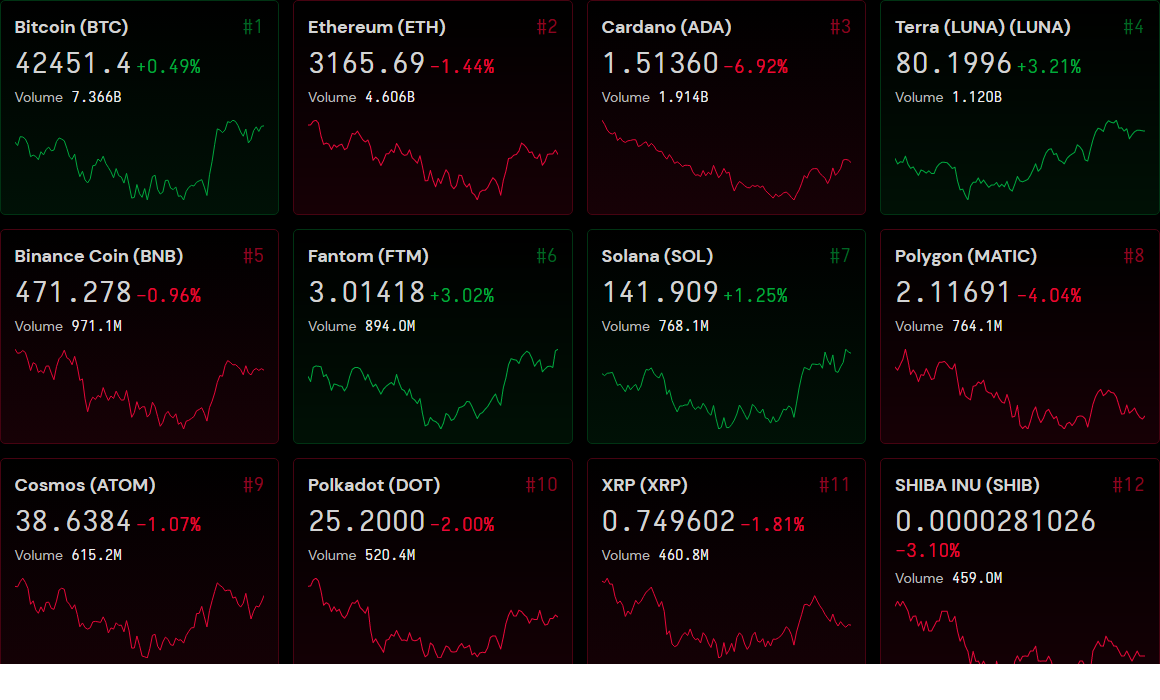 Bitcoin (BTC) #1
42451.4 +0.49%
Volume 7.366B
Ethereum (ETH) #2
3165.69 -1.44%
Volume 4.606B
Cardano (ADA) #3
1.51360 -6.92%
Volume 1.914B
Terra (LUNA) (LUNA) #4
80.1996 +3.21%
Volume 1.120B
Binance Coin (BNB) #5
471.278 -0.96%
Volume 971.1M
Fantom (FTM) #6
3.01418 +3.02%
Volume 894.0M
Solana (SOL) #7
141.909 +1.25%
Volume 768.1M
Polygon (MATIC) #8
2.11691 -4.04%
Volume 764.1M
Cosmos (ATOM) #9
38.6384 -1.07%
Volume 615.2M
Polkadot (DOT) #10
25.2000 -2.00%
Volume 520.4M
XRP (XRP) #11
0.749602 -1.81%
Volume 460.8M
SHIBA INU (SHIB) #12
0.0000281026
-3.10%
Volume 459.0M